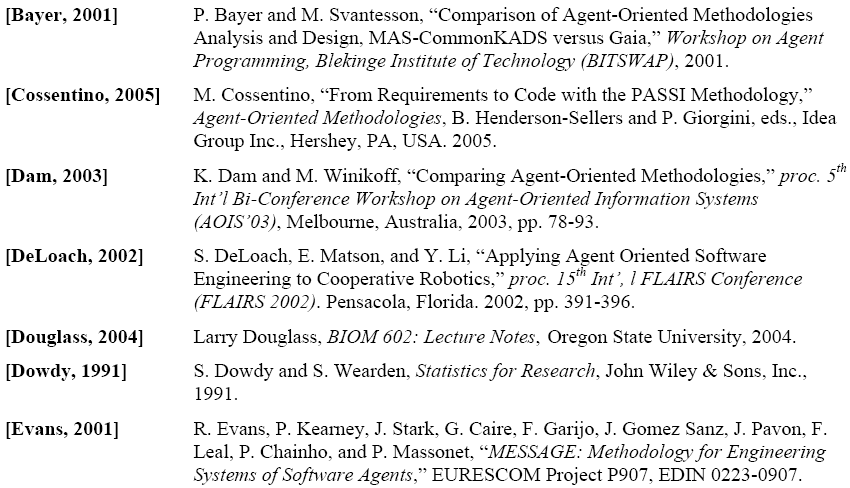 [Bayer, 2001] P. Bayer and M. Svantesson, “Comparison of Agent-Oriented Methodologies
Analysis and Design, MAS-CommonKADS versus Gaia,” Workshop on Agent
Programming, Blekinge Institute of Technology (BITSWAP), 2001.
[Cossentino, 2005] M. Cossentino, “From Requirements to Code with the PASSI Methodology,”
Agent-Oriented Methodologies, B. Henderson-Sellers and P. Giorgini, eds., Idea
Group Inc., Hershey, PA, USA. 2005.
[Dam, 2003] K. Dam and M. Winikoff, “Comparing Agent-Oriented Methodologies,” proc. 5th
Int’l Bi-Conference Workshop on Agent-Oriented Information Systems
(AOIS’03), Melbourne, Australia, 2003, pp. 78-93.
[DeLoach, 2002] S. DeLoach, E. Matson, and Y. Li, “Applying Agent Oriented Software
Engineering to Cooperative Robotics,” proc. 15th Int’, l FLAIRS Conference
(FLAIRS 2002). Pensacola, Florida. 2002, pp. 391-396.
[Douglass, 2004] Larry Douglass, BIOM 602: Lecture Notes, Oregon State University, 2004.
[Dowdy, 1991] S. Dowdy and S. Wearden, Statistics for Research, John Wiley & Sons, Inc.,
1991.
[Evans, 2001] R. Evans, P. Kearney, J. Stark, G. Caire, F. Garijo, J. Gomez Sanz, J. Pavon, F.
Leal, P. Chainho, and P. Massonet, “MESSAGE: Methodology for Engineering
Systems of Software Agents,” EURESCOM Project P907, EDIN 0223-0907.